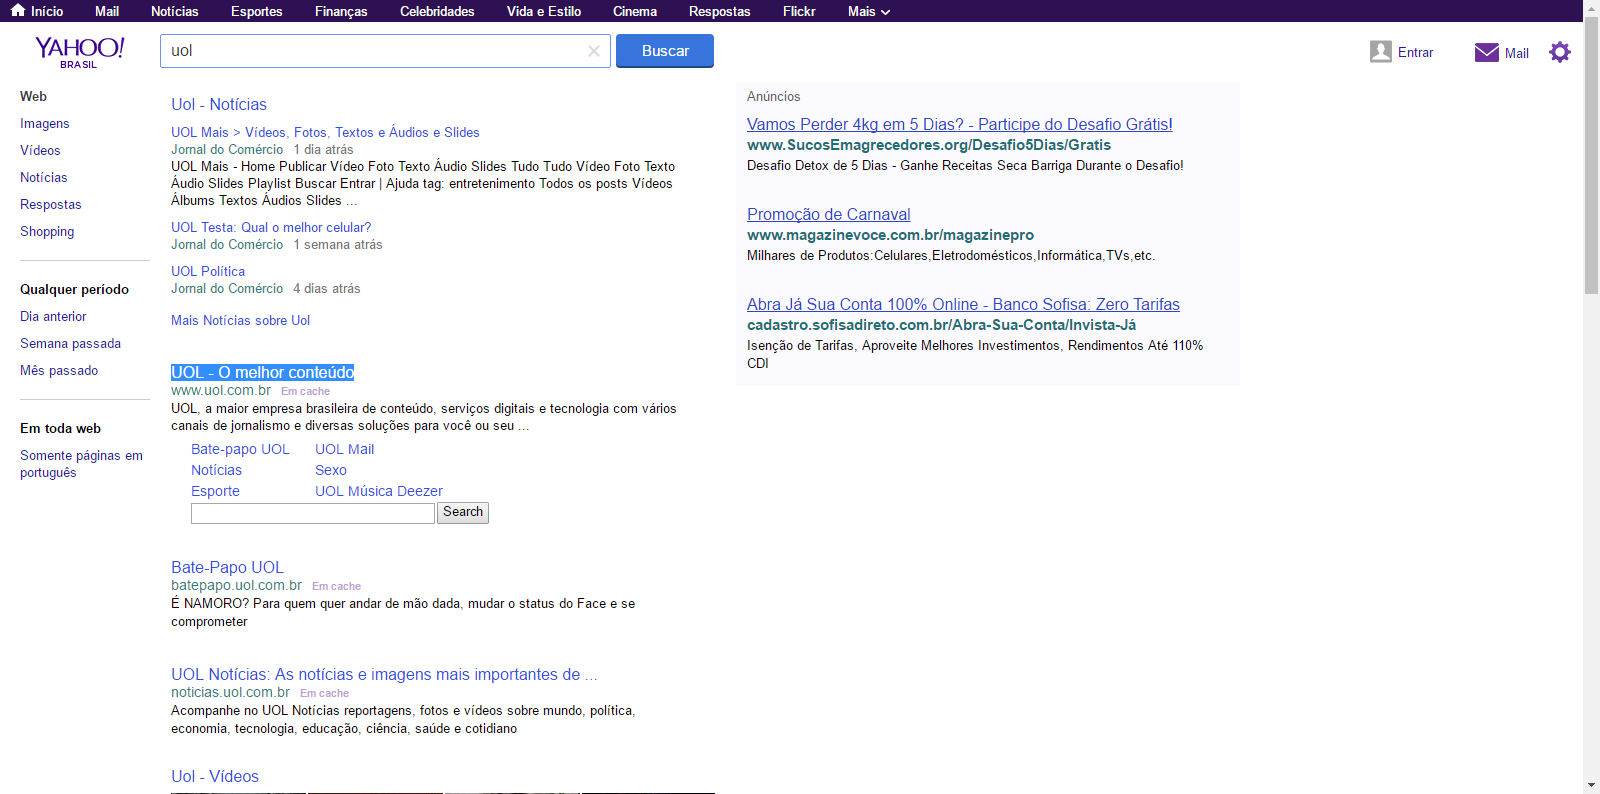 Início Mail Notícias Esportes Finanças Celebridades Vida e Estilo Cinema Respostas Flickr Mais
YAHOO!
BRASIL
uol
Buscar
Entrar
Mail
Web
Imagens
Vídeos
Notícias
Respostas
Shopping
Qualquer período
Dia anterior
Semana passada
Mês passado
Em toda web
Somente páginas em
português
Uol - Notícias
UOL Mais > Vídeos, Fotos, Textos e Áudios e Slides
Jornal do Comércio 1 dia atrás
UOL Mais - Home Publicar Vídeo Foto Texto Áudio Slides Tudo Tudo Vídeo Foto Texto
Áudio Slides Playlist Buscar Entrar | Ajuda tag: entretenimento Todos os posts Vídeos
Álbums Textos Áudios Slides ...
UOL Testa: Qual o melhor celular?
Jornal do Comércio 1 semana atrás
UOL Política
Jornal do Comércio 4 dias atrás
Mais Notícias sobre Uol
UOL - O melhor conteúdo
www.uol.com.br Em cache
UOL, a maior empresa brasileira de conteúdo, serviços digitais e tecnologia com vários
canais de jornalismo e diversas soluções para você ou seu ...
Bate-papo UOL UOL Mail
Notícias Sexo
Esporte UOL Música Deezer
Search
Bate-Papo UOL
batepapo.uol.com.br Em cache
É NAMORO? Para quem quer andar de mão dada, mudar o status do Face e se
comprometer
UOL Notícias: As notícias e imagens mais importantes de ...
noticias.uol.com.br Em cache
Acompanhe no UOL Notícias reportagens, fotos e vídeos sobre mundo, política,
economia, tecnologia, educação, ciência, saúde e cotidiano
Uol - Vídeos
Anúncios
Vamos Perder 4kg em 5 Dias? - Participe do Desafio Grátis!
www.SucosEmagrecedores.org/Desafio5Dias/Gratis
Desafio Detox de 5 Dias - Ganhe Receitas Seca Barriga Durante o Desafio!
Promoção de Carnaval
www.magazinevoce.com.br/magazinepro
Milhares de Produtos:Celulares,Eletrodomésticos,Informática,TVs,etc.
Abra Já Sua Conta 100% Online - Banco Sofisa: Zero Tarifas
cadastro.sofisadireto.com.br/Abra-Sua-Conta/Invista-Já
Isenção de Tarifas, Aproveite Melhores Investimentos, Rendimentos Até 110%
CDI